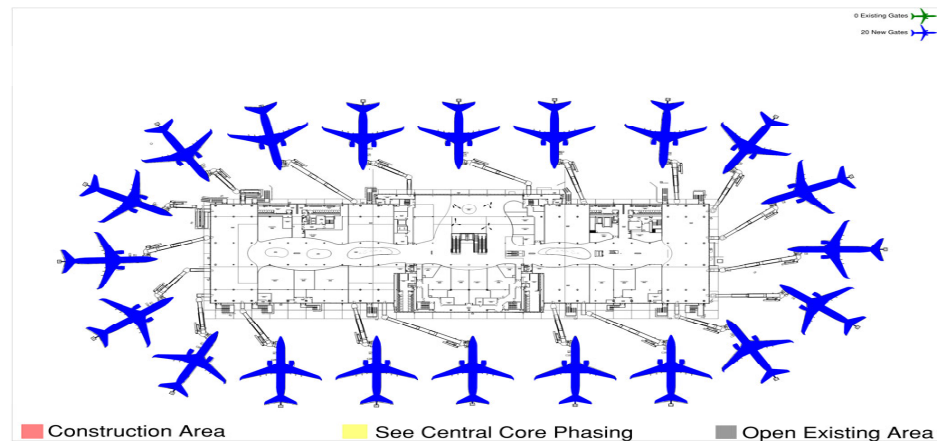 0 Existing Gates
20 New Gates
Construction Area
See Central Core Phasing
Open Existing Area